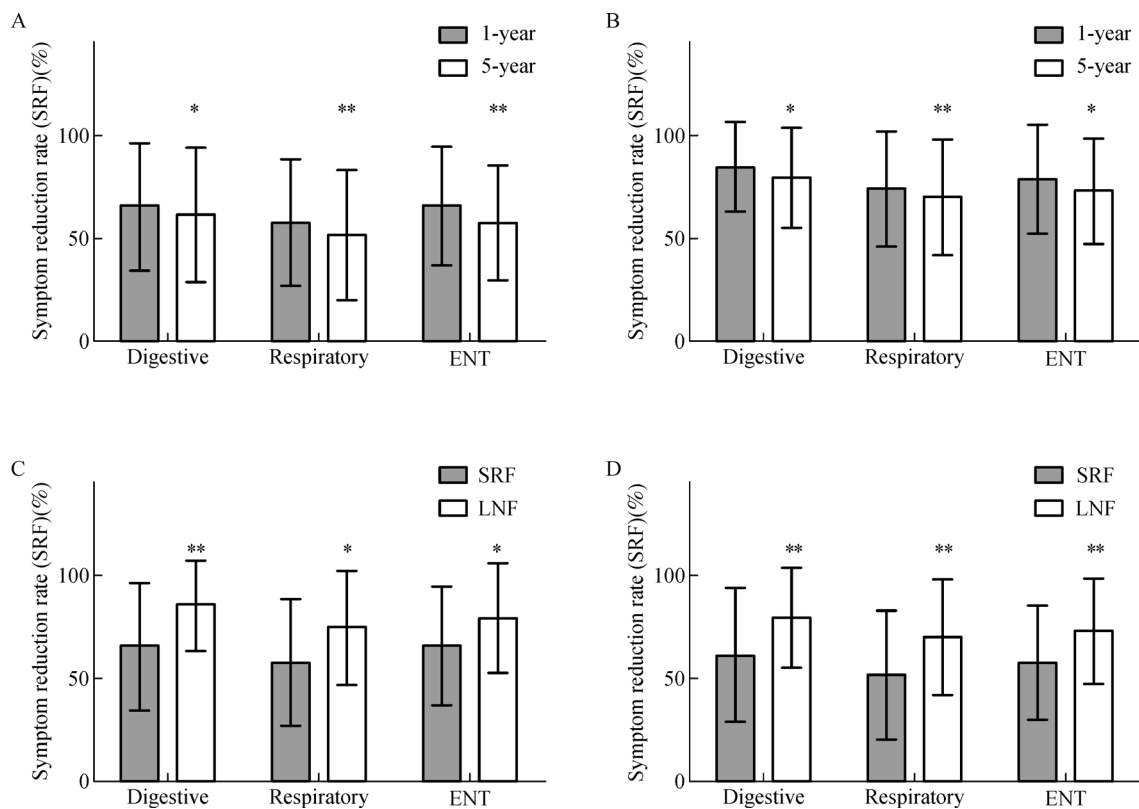 A
1-year
5-year
Symptom reduction rate (SRF)(%)
100
50
0
* ** **
Digestive Respiratory ENT
B
1-year
5-year
Symptom reduction rate (SRF)(%)
100
50
0
* ** *
Digestive Respiratory ENT
C
SRF
LNF
Symptom reduction rate (SRF)(%)
100
50
0
** * *
Digestive Respiratory ENT
D
SRF
LNF
Symptom reduction rate (SRF)(%)
100
50
0
** ** **
Digestive Respiratory ENT